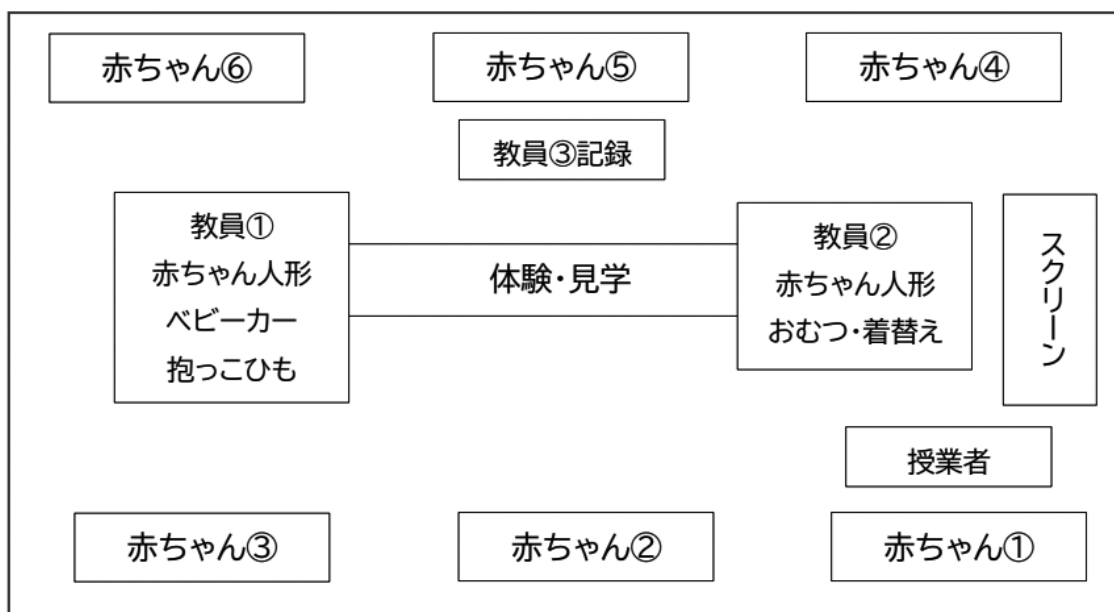 赤ちゃん⑥
赤ちゃん⑤
赤ちゃん④
教員③記録
教員①
赤ちゃん人形
ベビーカー
抱っこひも
体験・見学
教員②
赤ちゃん人形
おむつ・着替え
スクリーン
授業者
赤ちゃん③
赤ちゃん②
赤ちゃん①